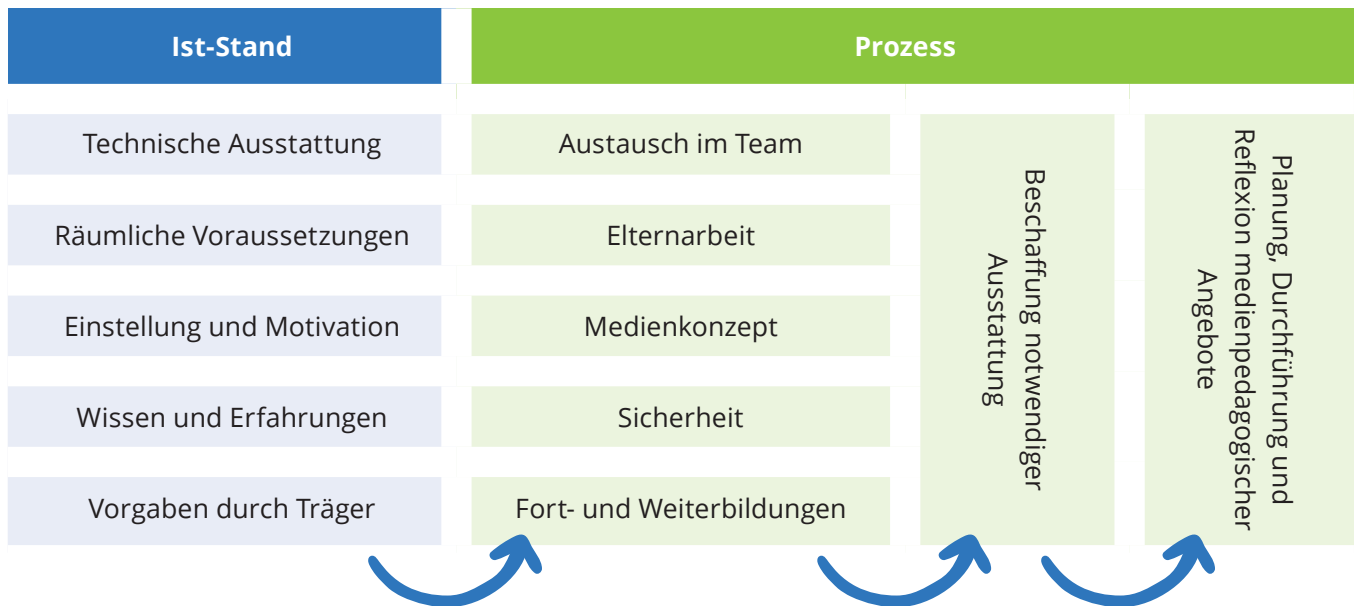 Ist-Stand
Prozess
Technische Ausstattung
Räumliche Voraussetzungen
Einstellung und Motivation
Wissen und Erfahrungen
Vorgaben durch Träger
Austausch im Team
Elternarbeit
Medienkonzept
Sicherheit
Fort- und Weiterbildungen
Beschaffung notwendiger
Ausstattung
Planung, Durchführung und
Reflexion medienpedagogischer
Angebote